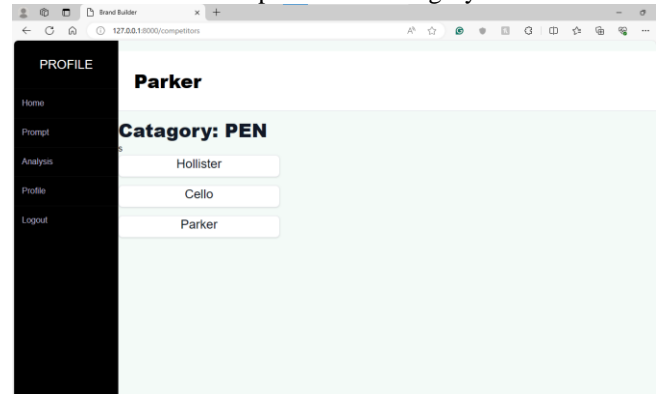 Brand Builder
127.0.0.1:8000/competitors
PROFILE
Parker
Home
Prompt
Catagory: PEN
s
Analysis
Hollister
Profile
Cello
Logout
Parker